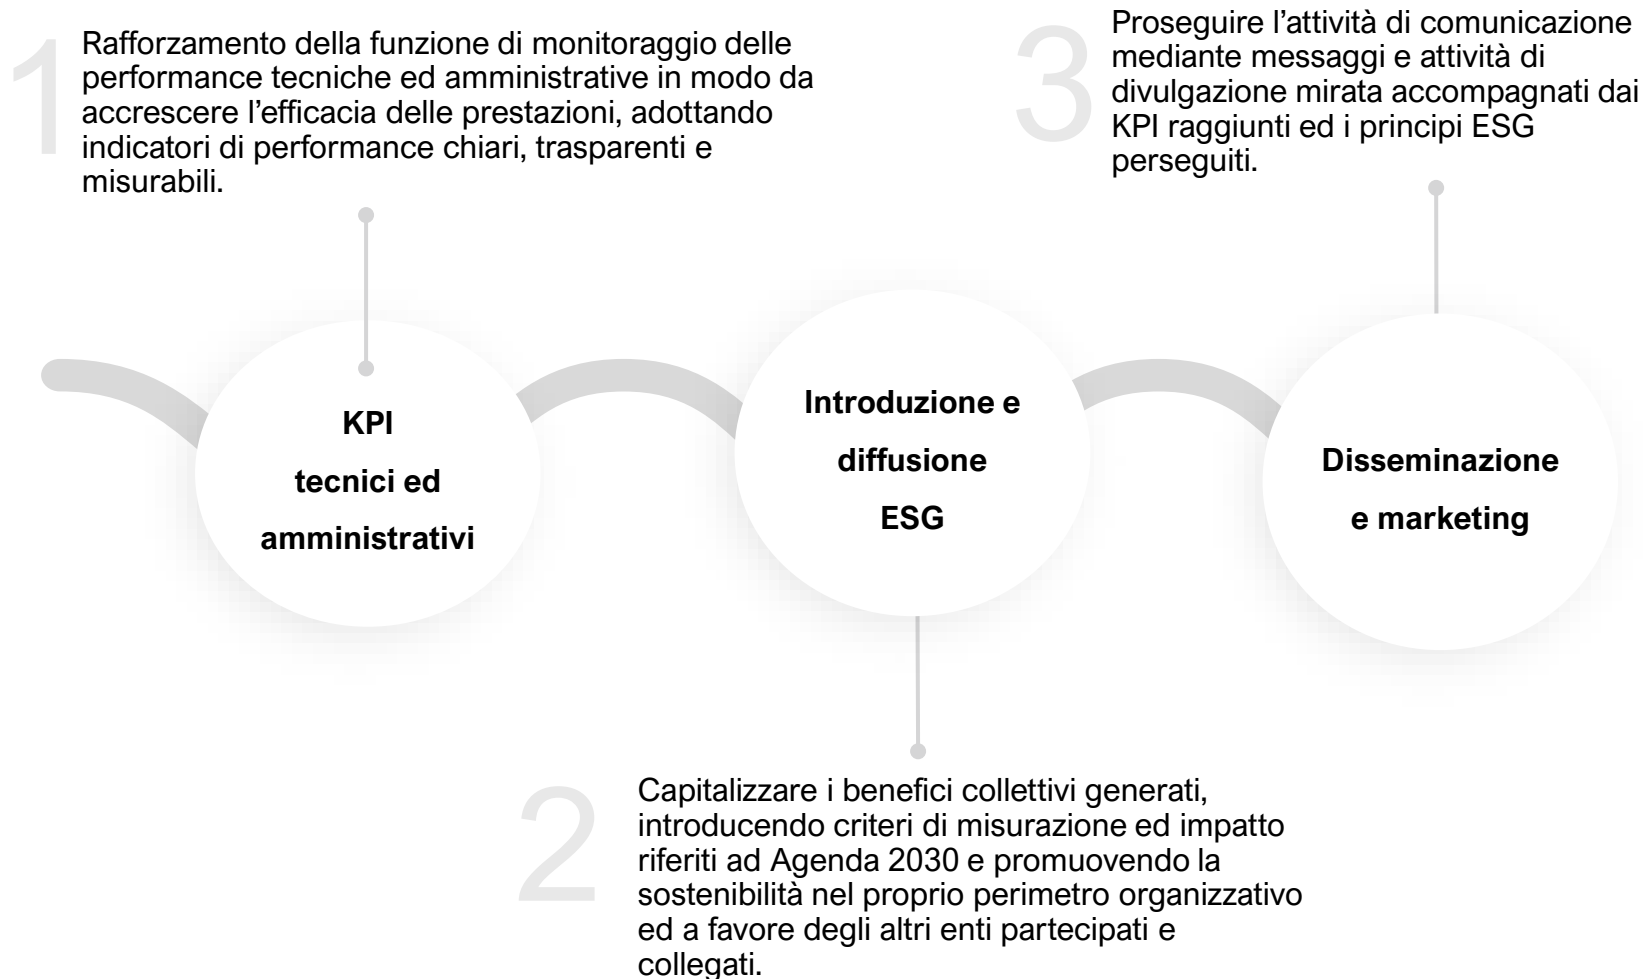 1
Rafforzamento della funzione di monitoraggio delle
performance tecniche ed amministrative in modo da
accrescere l’efficacia delle prestazioni, adottando
indicatori di performance chiari, trasparenti e
misurabili.
KPI
tecnici ed
amministrativi
2
Capitalizzare i benefici collettivi generati,
introducendo criteri di misurazione ed impatto
riferiti ad Agenda 2030 e promuovendo la
sostenibilità nel proprio perimetro organizzativo
ed a favore degli altri enti partecipati e
collegati.
Introduzione e
diffusione
ESG
3
Proseguire l’attività di comunicazione
mediante messaggi e attività di
divulgazione mirata accompagnati dai
KPI raggiunti ed i principi ESG
perseguiti.
Disseminazione
e marketing